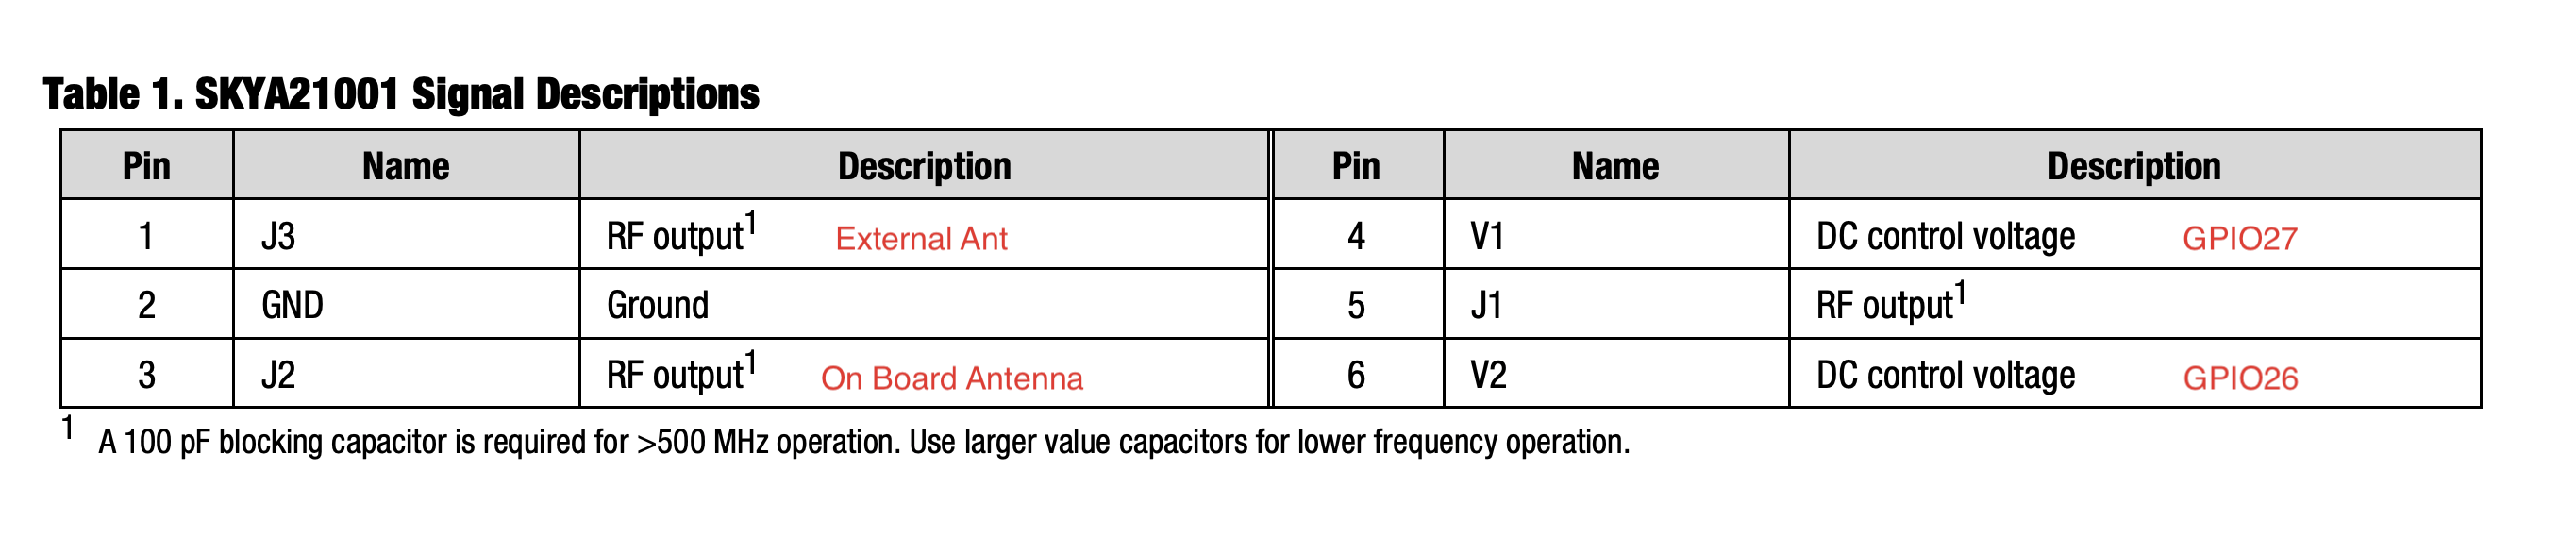 Table 1. SKYA21001 Signal Descriptions
Pin Name Description Pin Name Description
1 J3 RF output1 External Ant 4 V1 DC control voltage GPIO27
2 GND Ground 5 J1 RF output1
3 J2 RF output1 On Board Antenna 6 V2 DC control voltage GPIO26
1 A 100 pF blocking capacitor is required for >500 MHz operation. Use larger value capacitors for lower frequency operation.